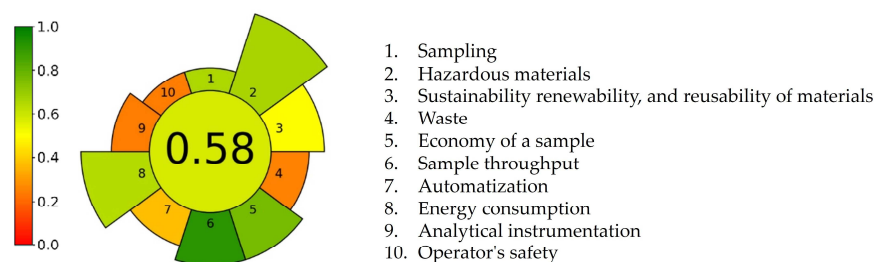 1.0
0.8
0.6
0.4
0.2
0.0
1
2
3
4
5
6
7
8
9
10
0.58
1. Sampling
2. Hazardous materials
3. Sustainability renewability, and reusability of materials
4. Waste
5. Economy of a sample
6. Sample throughput
7. Automatization
8. Energy consumption
9. Analytical instrumentation
10. Operator's safety